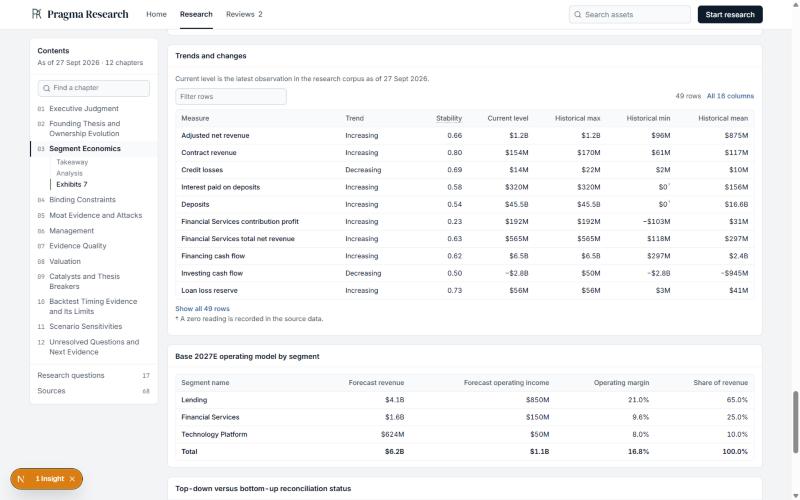 Pragma Research
Home Research Reviews 2
Search assets
Start research
Contents
As of 27 Sept 2026 · 12 chapters
Find a chapter
01 Executive Judgment
02 Founding Thesis and
Ownership Evolution
03 Segment Economics
Takeaway
Analysis
Exhibits 7
04 Binding Constraints
05 Moat Evidence and Attacks
06 Management
07 Evidence Quality
08 Valuation
09 Catalysts and Thesis
Breakers
10 Backtest Timing Evidence
and Its Limits
11 Scenario Sensitivities
12 Unresolved Questions and
Next Evidence
Research questions 17
Sources 68
1 Insight
Trends and changes
Current level is the latest observation in the research corpus as of 27 Sept 2026.
Filter rows
49 rows All 16 columns
Measure Trend Stability Current level Historical max Historical min Historical mean
Adjusted net revenue Increasing 0.66 $1.2B $1.2B $96M $875M
Contract revenue Increasing 0.80 $154M $170M $61M $117M
Credit losses Decreasing 0.69 $14M $22M $2M $10M
Interest paid on deposits Increasing 0.58 $320M $320M $0† $156M
Deposits Increasing 0.54 $45.5B $45.5B $0† $16.6B
Financial Services contribution profit Increasing 0.23 $192M $192M −$103M $31M
Financial Services total net revenue Increasing 0.63 $565M $565M $118M $297M
Financing cash flow Increasing 0.62 $6.5B $6.5B $297M $2.4B
Investing cash flow Decreasing 0.50 −$2.8B $50M −$2.8B −$945M
Loan loss reserve Increasing 0.73 $56M $56M $3M $41M
Show all 49 rows
† A zero reading is recorded in the source data.
Base 2027E operating model by segment
Segment name Forecast revenue Forecast operating income Operating margin Share of revenue
Lending $4.1B $850M 21.0% 65.0%
Financial Services $1.6B $150M 9.6% 25.0%
Technology Platform $624M $50M 8.0% 10.0%
Total $6.2B $1.1B 16.8% 100.0%
Top-down versus bottom-up reconciliation status